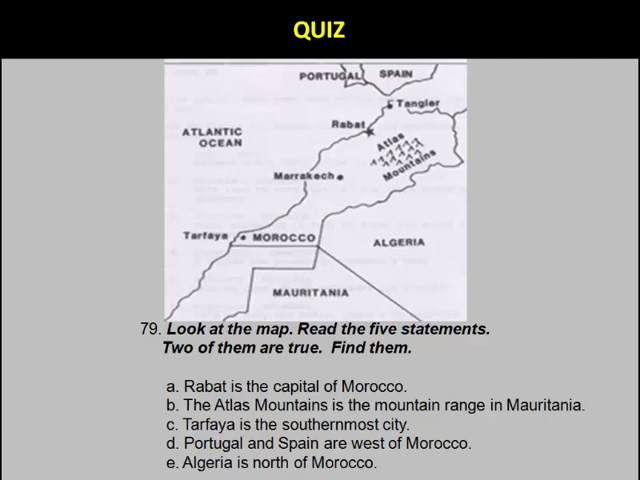 QUIZ
PORTUGAL SPAIN
Tangler
Rabat
ATLANTIC
OCEAN
Atlas
Mountains
Marrakech
Tarfaya
MOROCCO
ALGERIA
MAURITANIA
79. Look at the map. Read the five statements.
Two of them are true. Find them.
a. Rabat is the capital of Morocco.
b. The Atlas Mountains is the mountain range in Mauritania.
c. Tarfaya is the southernmost city.
d. Portugal and Spain are west of Morocco.
e. Algeria is north of Morocco.